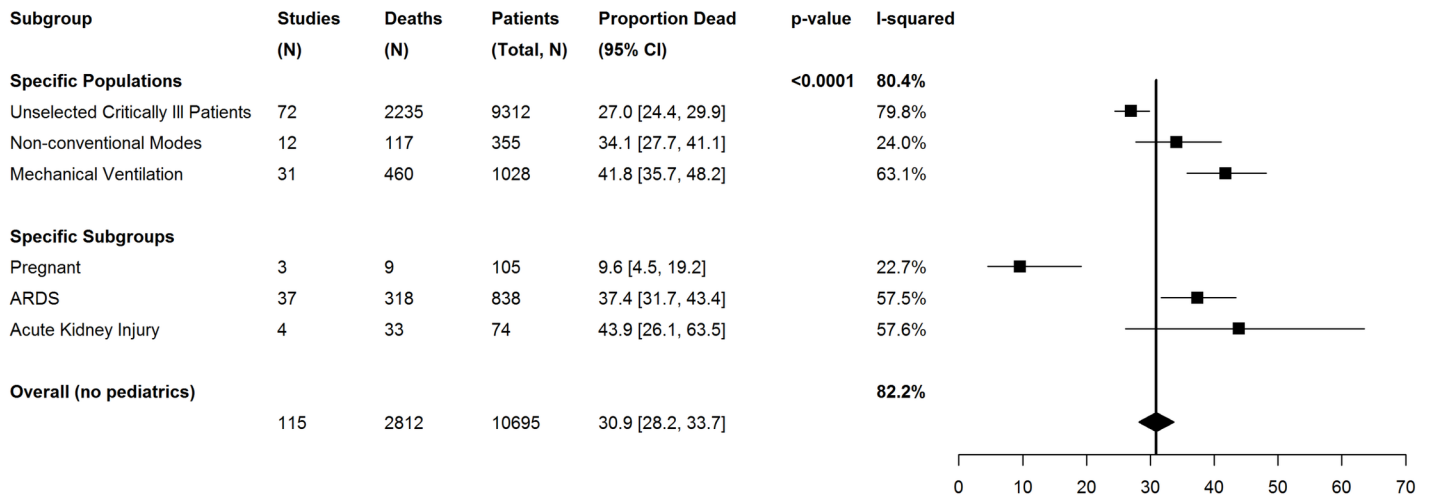 Subgroup Studies Deaths Patients Proportion Dead p-value I-squared
(N) (N) (Total, N) (95% CI)
Specific Populations <0.0001 80.4%
Unselected Critically Ill Patients 72 2235 9312 27.0 [24.4, 29.9] 79.8%
Non-conventional Modes 12 117 355 34.1 [27.7, 41.1] 24.0%
Mechanical Ventilation 31 460 1028 41.8 [35.7, 48.2] 63.1%
Specific Subgroups
Pregnant 3 9 105 9.6 [4.5, 19.2] 22.7%
ARDS 37 318 838 37.4 [31.7, 43.4] 57.5%
Acute Kidney Injury 4 33 74 43.9 [26.1, 63.5] 57.6%
Overall (no pediatrics) 82.2%
115 2812 10695 30.9 [28.2, 33.7]
0 10 20 30 40 50 60 70